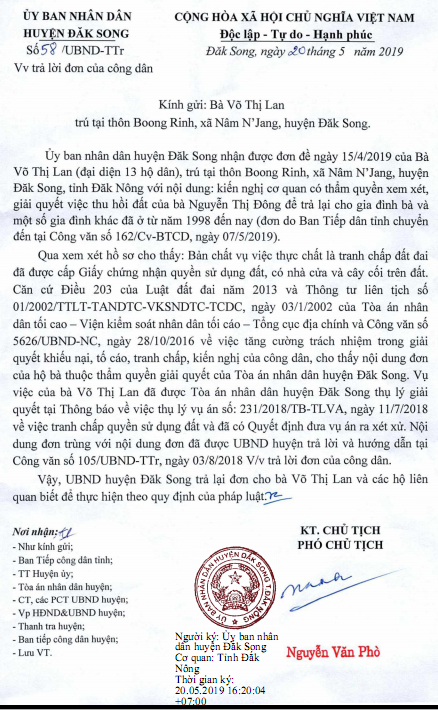 ỦY BAN NHÂN DÂN
HUYỆN ĐĂK SONG
Số 58 /UBND-TTr
Vv trả lời đơn của công dân
CỘNG HÒA XÃ HỘI CHỦ NGHĨA VIỆT NAM
Độc lập - Tự do - Hạnh phúc
Đăk Song, ngày 20 tháng 5 năm 2019
Kính gửi: Bà Võ Thị Lan
trú tại thôn Boong Rinh, xã Nâm N'Jang, huyện Đăk Song.
Ủy ban nhân dân huyện Đăk Song nhận được đơn đề ngày 15/4/2019 của Bà
Võ Thị Lan (đại diện 13 hộ dân), trú tại thôn Boong Rinh, xã Nâm N'Jang, huyện
Đăk Song, tỉnh Đăk Nông với nội dung: kiến nghị cơ quan có thẩm quyền xem xét,
giải quyết việc thu hồi đất của bà Nguyễn Thị Đông để trả lại cho gia đình bà và
một số gia đình khác đã ở từ năm 1998 đến nay (đơn do Ban Tiếp dân tỉnh chuyển
đến tại Công văn số 162/Cv-BTCD, ngày 07/5/2019).
Qua xem xét hồ sơ cho thấy: Bản chất vụ việc thực chất là tranh chấp đất đai
đã được cấp Giấy chứng nhận quyền sử dụng đất, có nhà cửa và cây cối trên đất.
Căn cứ Điều 203 của Luật đất đai năm 2013 và Thông tư liên tịch số
01/2002/TTLT-TANDTC-VKSNDTC-TCDC, ngày 03/1/2002 của Tòa án nhân
dân tối cao – Viện kiểm soát nhân dân tối cáo – Tổng cục địa chính và Công văn số
5626/UBND-NC, ngày 28/10/2016 về việc tăng cường trách nhiệm trong giải
quyết khiếu nại, tố cáo, tranh chấp, kiến nghị của công dân, cho thấy nội dung đơn
của hộ bà thuộc thẩm quyền giải quyết của Tòa án nhân dân huyện Đăk Song. Vụ
việc của bà Võ Thị Lan đã được Tòa án nhân dân huyện Đăk Song thụ lý giải
quyết tại Thông báo về việc thụ lý vụ án số: 231/2018/TB-TLVA, ngày 11/7/2018
về việc tranh chấp quyền sử dụng đất và đã có Quyết định đưa vụ án ra xét xử. Nội
dung đơn trùng với nội dung đơn đã được UBND huyện trả lời và hướng dẫn tại
Công văn số 105/UBND-TTr, ngày 03/8/2018 V/v trả lời đơn của công dân.
Vậy, UBND huyện Đăk Song trả lại đơn cho bà Võ Thị Lan và các hộ liên
quan biết để thực hiện theo quy định của pháp luật.
Nơi nhận:
- Như kính gửi;
- Ban Tiếp công dân tỉnh;
- TT Huyện ủy;
- Tòa án nhân dân huyện;
- CT, các PCT UBND huyện;
- Vp HĐND&UBND huyện;
- Thanh tra huyện;
- Ban tiếp công dân huyện;
- Lưu VT.
KT. CHỦ TỊCH
PHÓ CHỦ TỊCH
Nguyễn Văn Phò
Người ký: Ủy ban nhân
dân huyện Đăk Song
Cơ quan: Tỉnh Đăk
Nông
Thời gian ký:
20.05.2019 16:20:04
+07:00